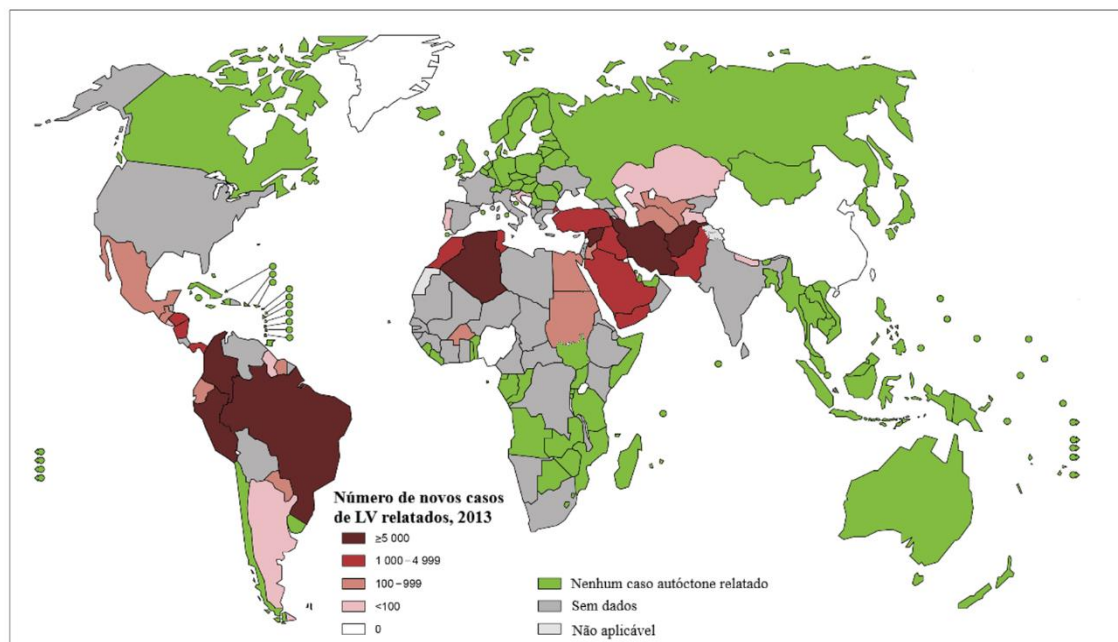 Número de novos casos
de LV relatados, 2013
≥5 000
1 000–4 999
100–999
<100
0
Nenhum caso autóctone relatado
Sem dados
Não aplicável